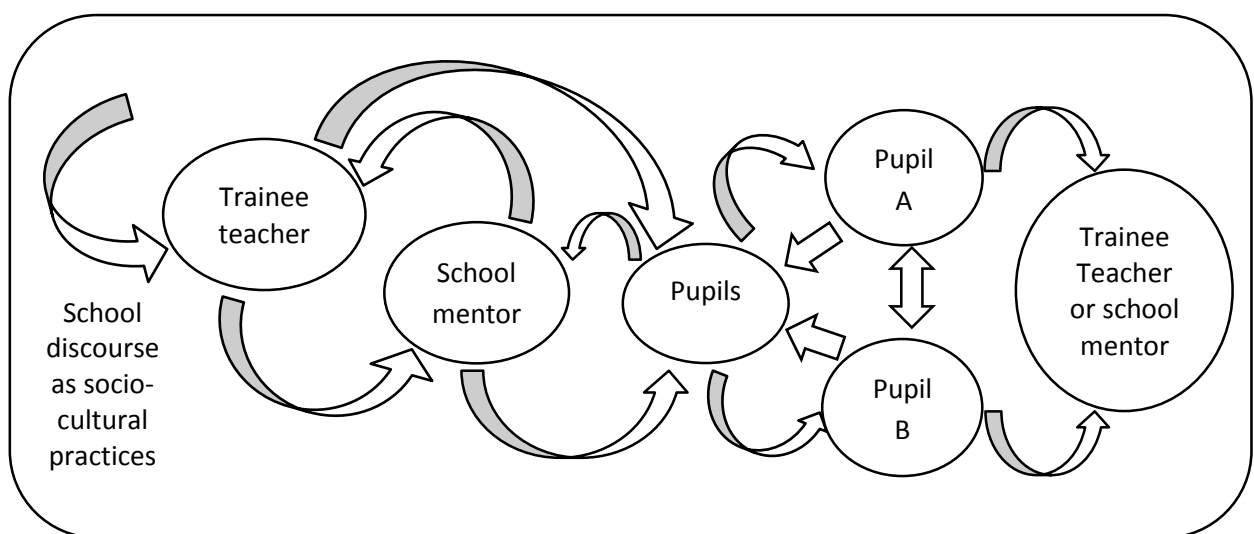 Trainee
teacher
School
discourse
as socio-
cultural
practices
School
mentor
Pupils
Pupil
A
Pupil
B
Trainee
Teacher
or school
mentor